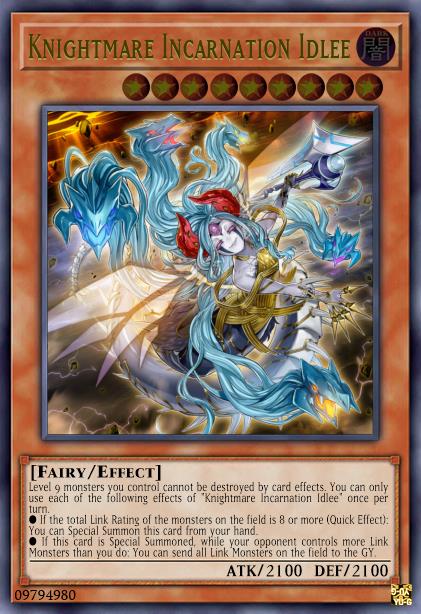 Knightmare Incarnation Idlee
DARK
闇
[Fairy/Effect]
Level 9 monsters you control cannot be destroyed by card effects. You can only
use each of the following effects of "Knightmare Incarnation Idlee" once per
turn.
● If the total Link Rating of the monsters on the field is 8 or more (Quick Effect):
You can Special Summon this card from your hand.
● If this card is Special Summoned, while your opponent controls more Link
Monsters than you do: You can send all Link Monsters on the field to the GY.
ATK/2100 DEF/2100
09794980